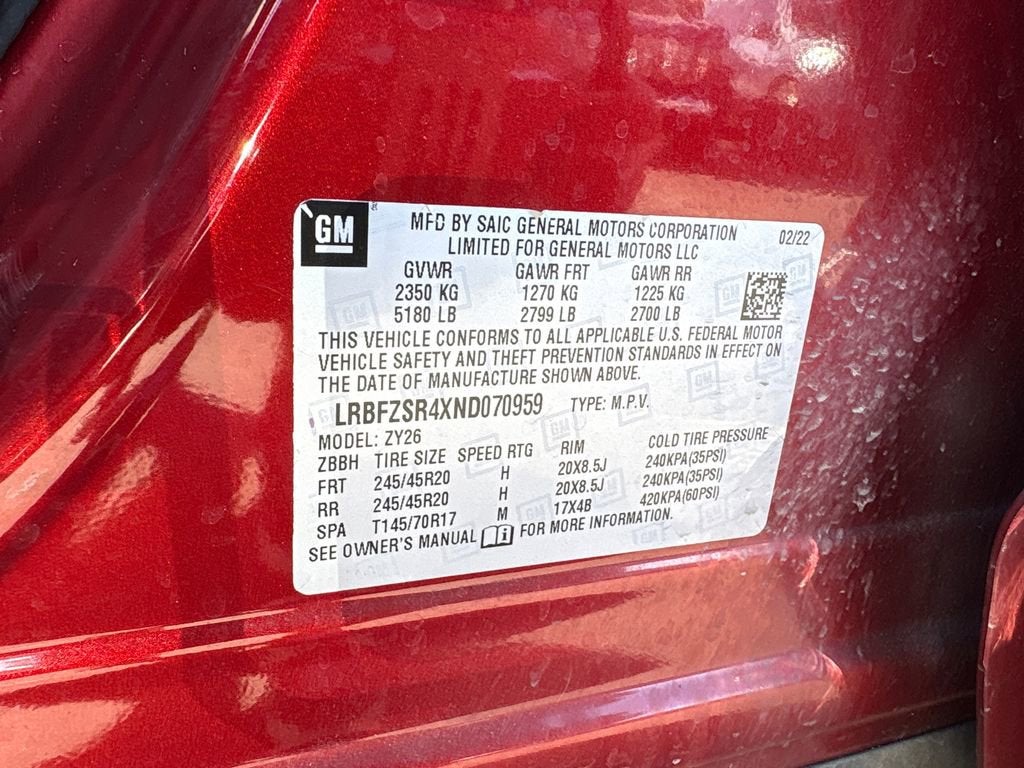 GM
MFD BY SAIC GENERAL MOTORS CORPORATION 02/22
LIMITED FOR GENERAL MOTORS LLC
GVWR GAWR FRT GAWR RR
2350 KG 1270 KG 1225 KG
5180 LB 2799 LB 2700 LB
THIS VEHICLE CONFORMS TO ALL APPLICABLE U.S. FEDERAL MOTOR
VEHICLE SAFETY AND THEFT PREVENTION STANDARDS IN EFFECT ON
THE DATE OF MANUFACTURE SHOWN ABOVE.
LRBFZSR4XND070959 TYPE: M.P.V.
MODEL: ZY26
ZBBH TIRE SIZE SPEED RTG RIM COLD TIRE PRESSURE
FRT 245/45R20 H 20X8.5J 240KPA(35PSI)
RR 245/45R20 H 20X8.5J 240KPA(35PSI)
SPA T145/70R17 M 17X4B 420KPA(60PSI)
SEE OWNER'S MANUAL FOR MORE INFORMATION.